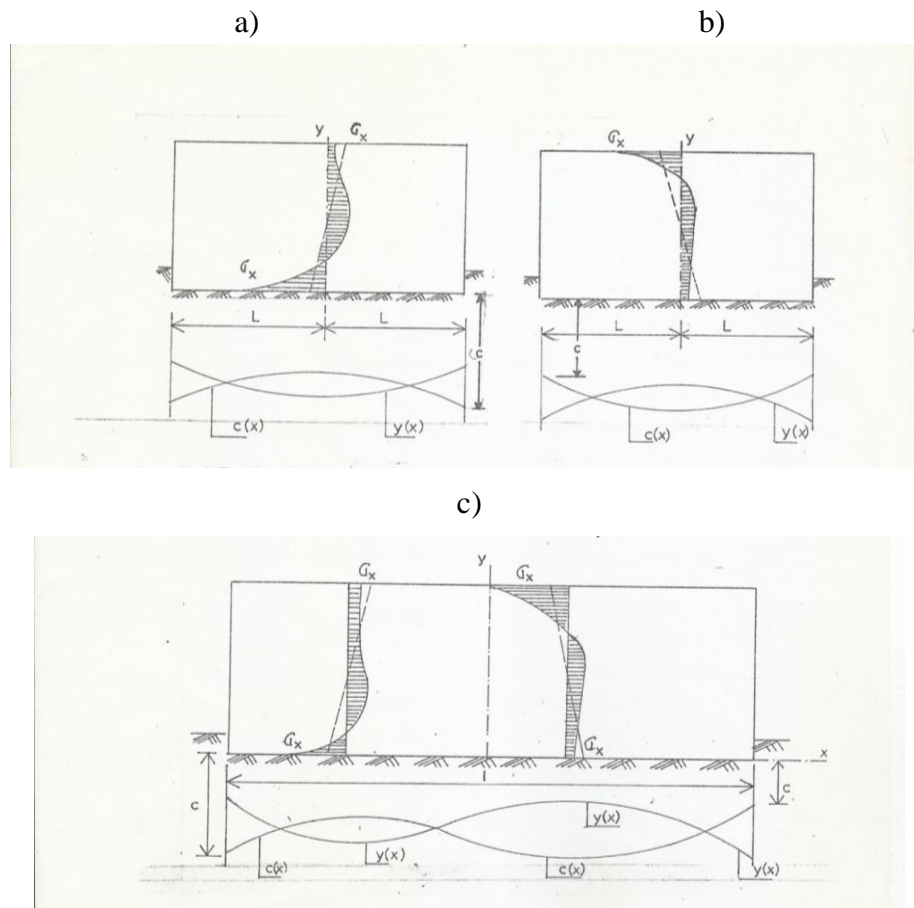 a)
b)
y σx
σx
L L
c
c(x) y(x)
σx y
L L
c
c(x) y(x)
c)
σx y σx
σx σx x
c c
y(x)
c(x) y(x) c(x) y(x)